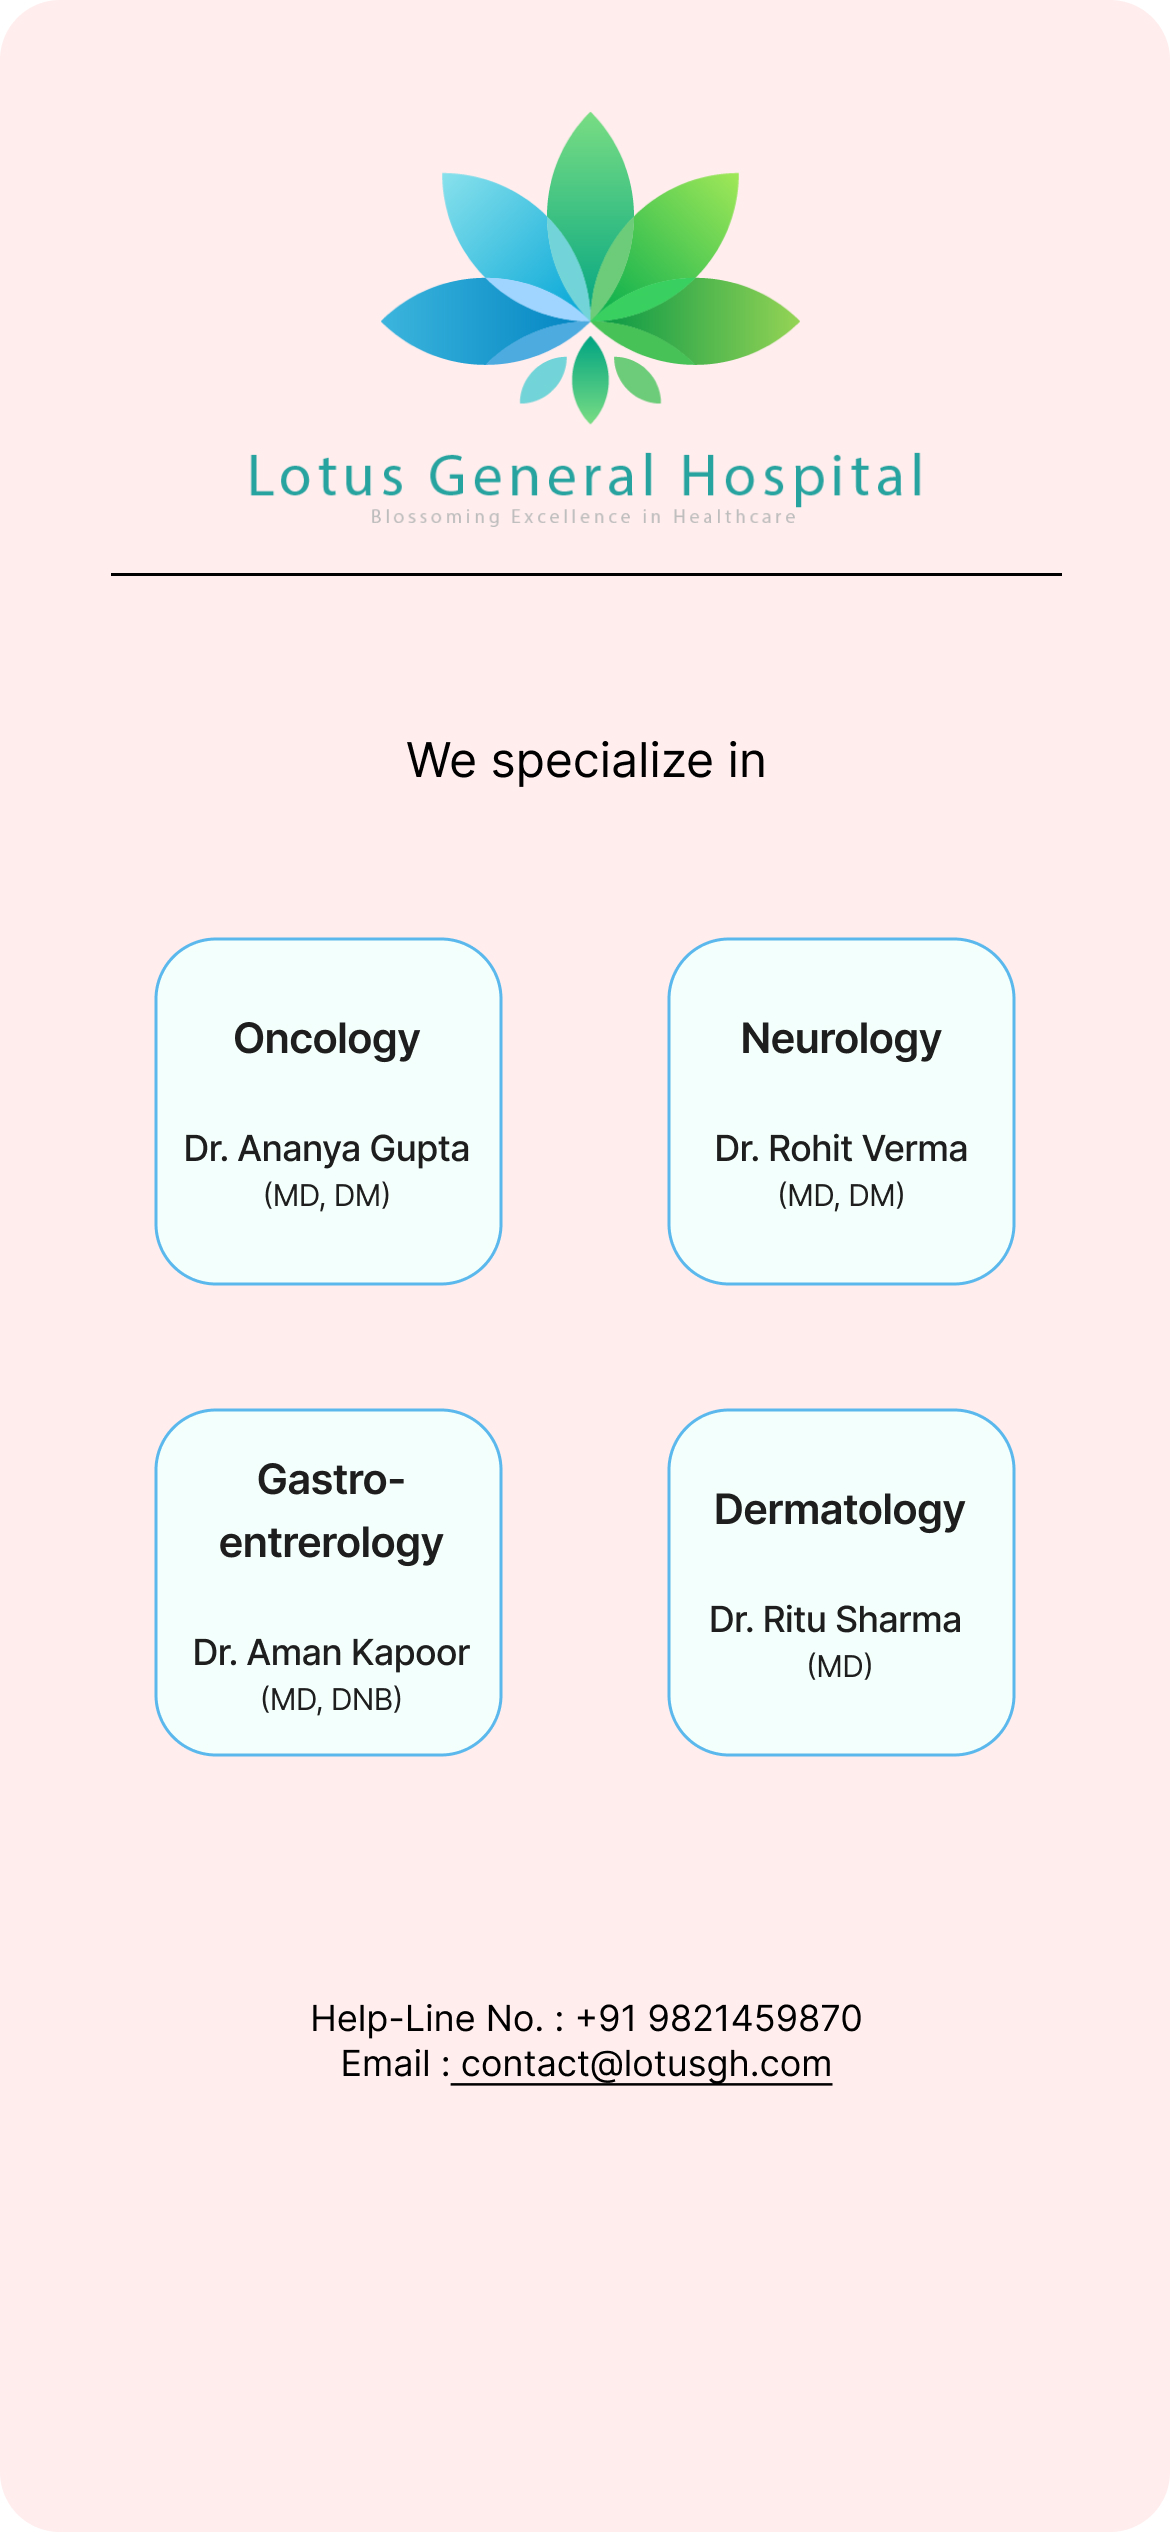 Lotus General Hospital
Blossoming Excellence in Healthcare
We specialize in
Oncology
Dr. Ananya Gupta
(MD, DM)
Neurology
Dr. Rohit Verma
(MD, DM)
Gastro-
entrerology
Dr. Aman Kapoor
(MD, DNB)
Dermatology
Dr. Ritu Sharma
(MD)
Help-Line No. : +91 9821459870
Email : contact@lotusgh.com